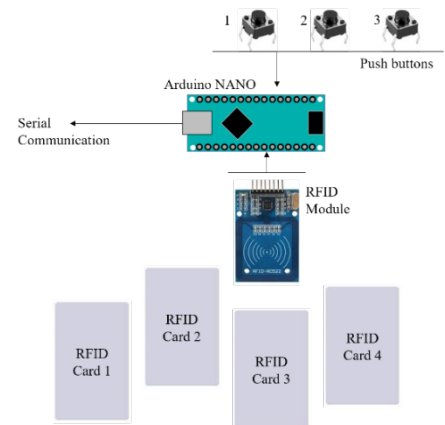 1 2 3
Push buttons
Arduino NANO
Serial
Communication
RFID
Module
RFID-RC522
RFID
Card 1
RFID
Card 2
RFID
Card 3
RFID
Card 4